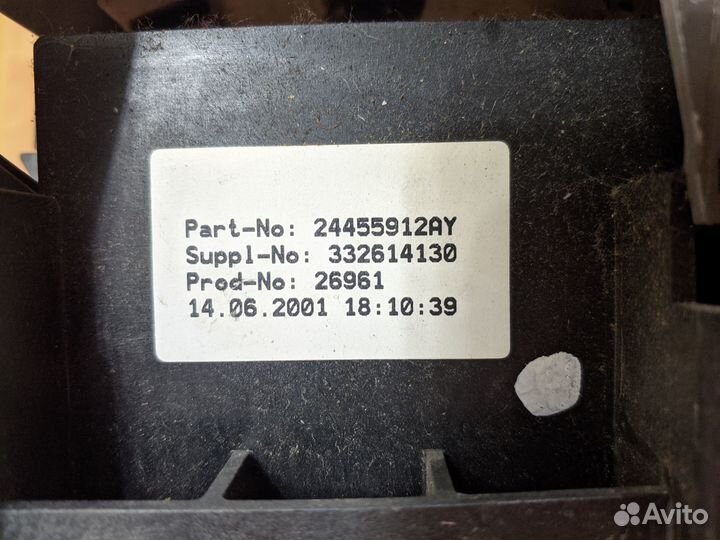 Part-No: 24455912AY
Suppl-No: 332614130
Prod-No: 26961
14.06.2001 18:10:39
Avito